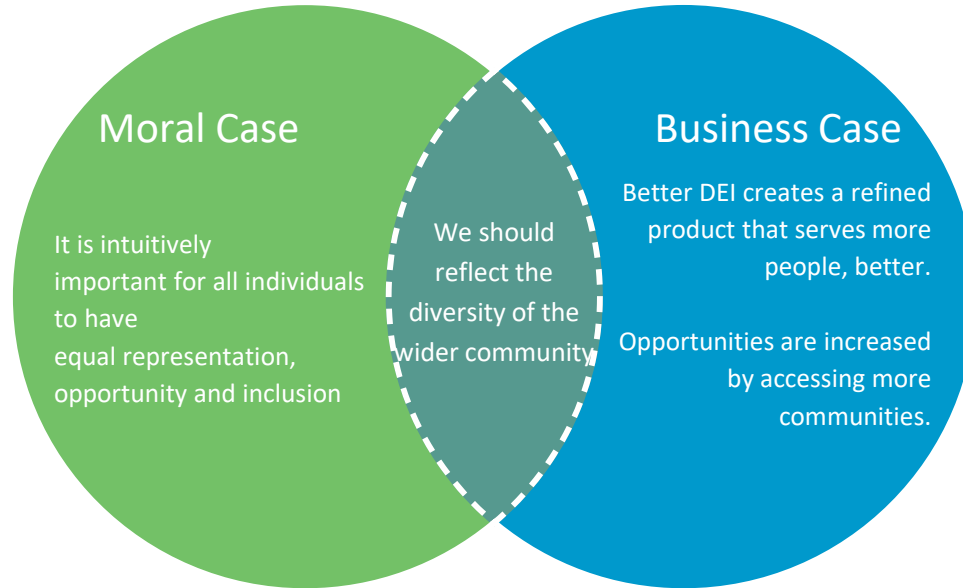 Moral Case
It is intuitively
important for all individuals
to have
equal representation,
opportunity and inclusion
We should
reflect the
diversity of the
wider community
Business Case
Better DEI creates a refined
product that serves more
people, better.
Opportunities are increased
by accessing more
communities.